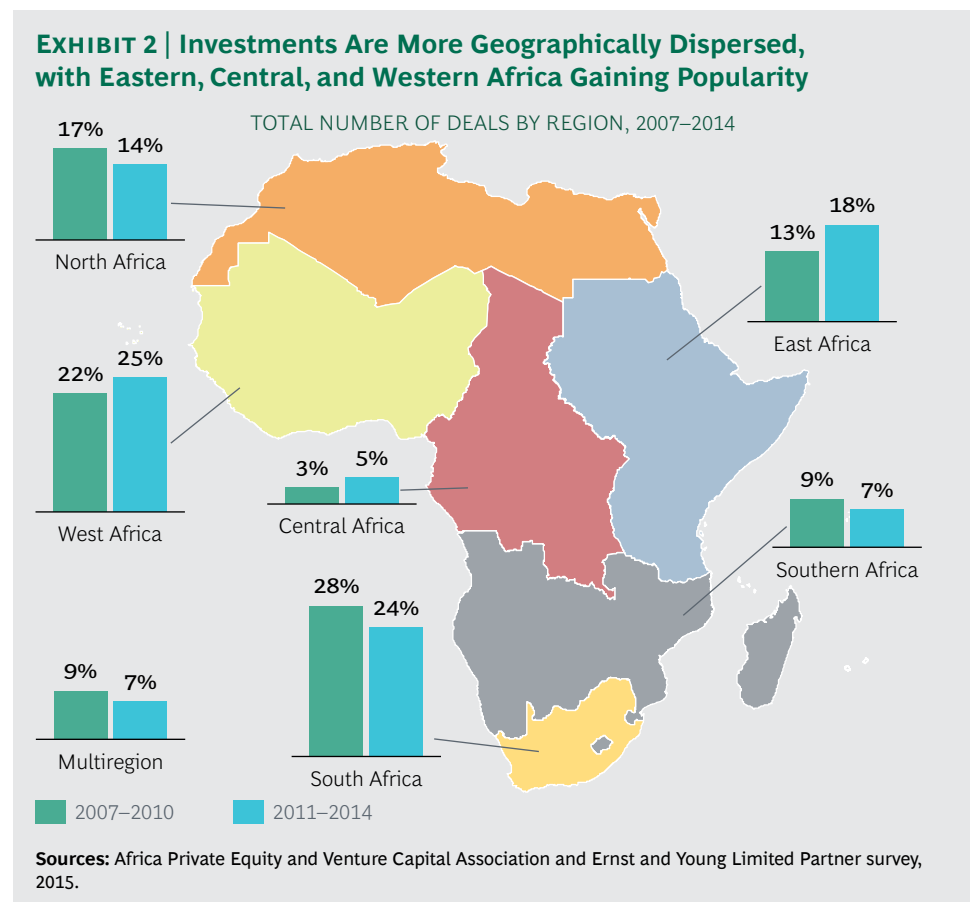 EXHIBIT 2 | Investments Are More Geographically Dispersed,
with Eastern, Central, and Western Africa Gaining Popularity
TOTAL NUMBER OF DEALS BY REGION, 2007–2014
17%
14%
North Africa
18%
13%
East Africa
25%
22%
West Africa
5%
3%
Central Africa
9%
7%
Southern Africa
28%
24%
South Africa
9%
7%
Multiregion
2007–2010
2011–2014
Sources: Africa Private Equity and Venture Capital Association and Ernst and Young Limited Partner survey,
2015.